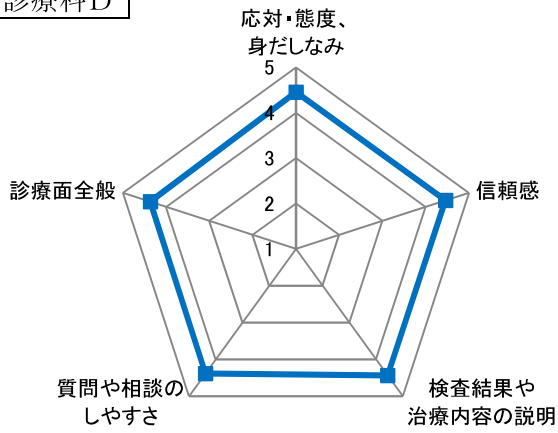 診療科D
応対・態度、
身だしなみ
5
4
3
2
1
信頼感
検査結果や
治療内容の説明
質問や相談の
しやすさ
診療面全般